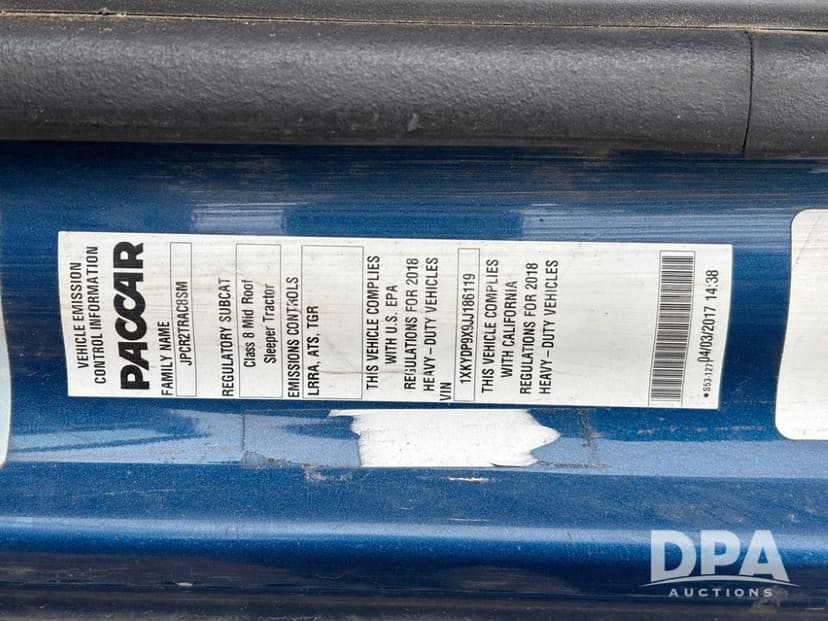 VEHICLE EMISSION
CONTROL INFORMATION
PACCAR
FAMILY NAME
JPCR2TRAC8SM
REGULATORY SUBCAT
Class 8 Mid Roof
Sleeper Tractor
EMISSIONS CONTROLS
LRRA, ATS, TGR
THIS VEHICLE COMPLIES
WITH U.S. EPA
REGULATIONS FOR 2018
HEAVY-DUTY VEHICLES
VIN
1XKYDP9X9JJ186119
THIS VEHICLE COMPLIES
WITH CALIFORNIA
REGULATIONS FOR 2018
HEAVY-DUTY VEHICLES
04/03/2017 14:38
DPA
AUCTIONS